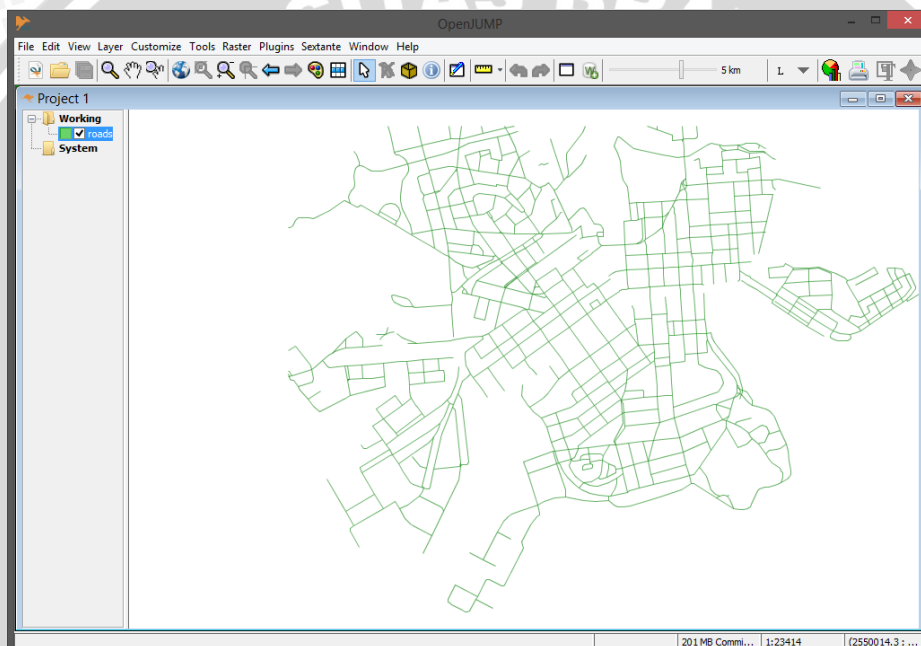 OpenJUMP
File Edit View Layer Customize Tools Raster Plugins Sextante Window Help
5 km L
Project 1
Working
roads
System
201 MB Commi... 1:23414 (2550014.3 : ...